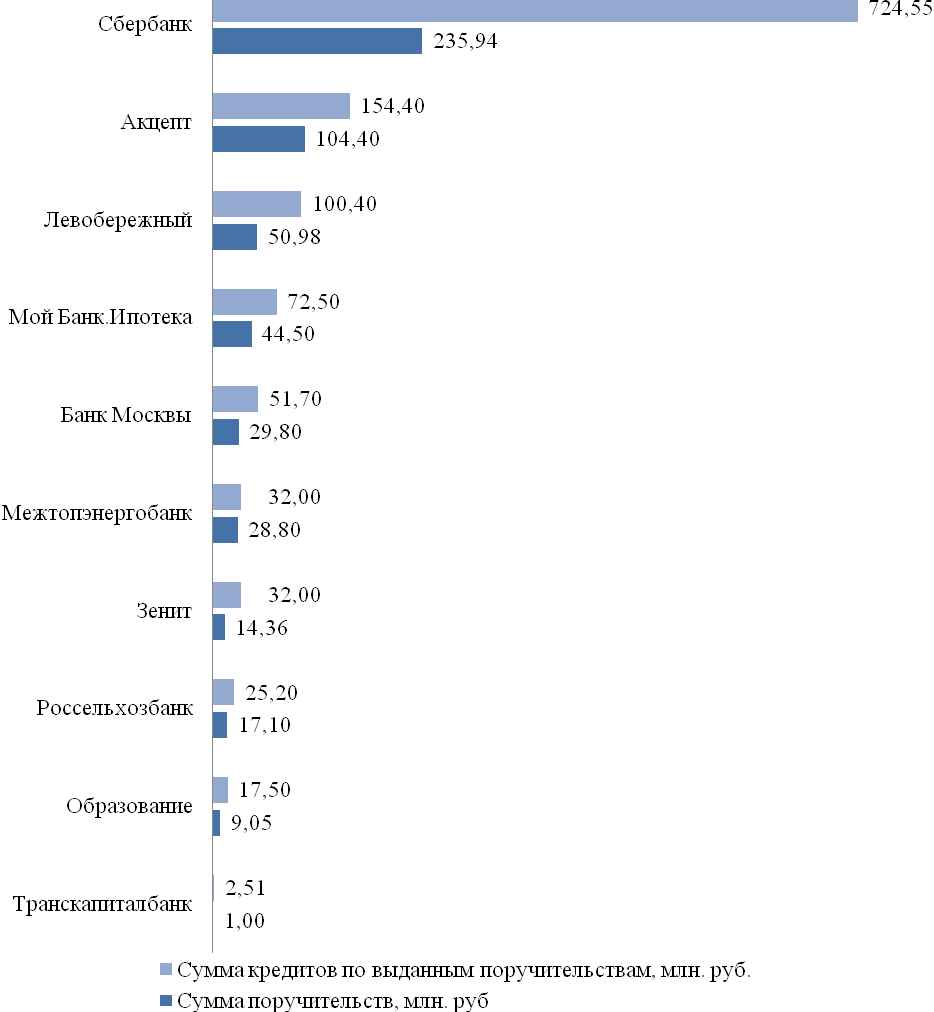 724,55
Сбербанк
235,94
154,40
Акцепт
104,40
100,40
Левобережный
50,98
72,50
Мой Банк.Ипотека
44,50
51,70
Банк Москвы
29,80
32,00
Межтопэнергобанк
28,80
32,00
Зенит
14,36
25,20
Россельхозбанк
17,10
17,50
Образование
9,05
2,51
Транскапиталбанк
1,00
Сумма кредитов по выданным поручительствам, млн. руб.
Сумма поручительств, млн. руб